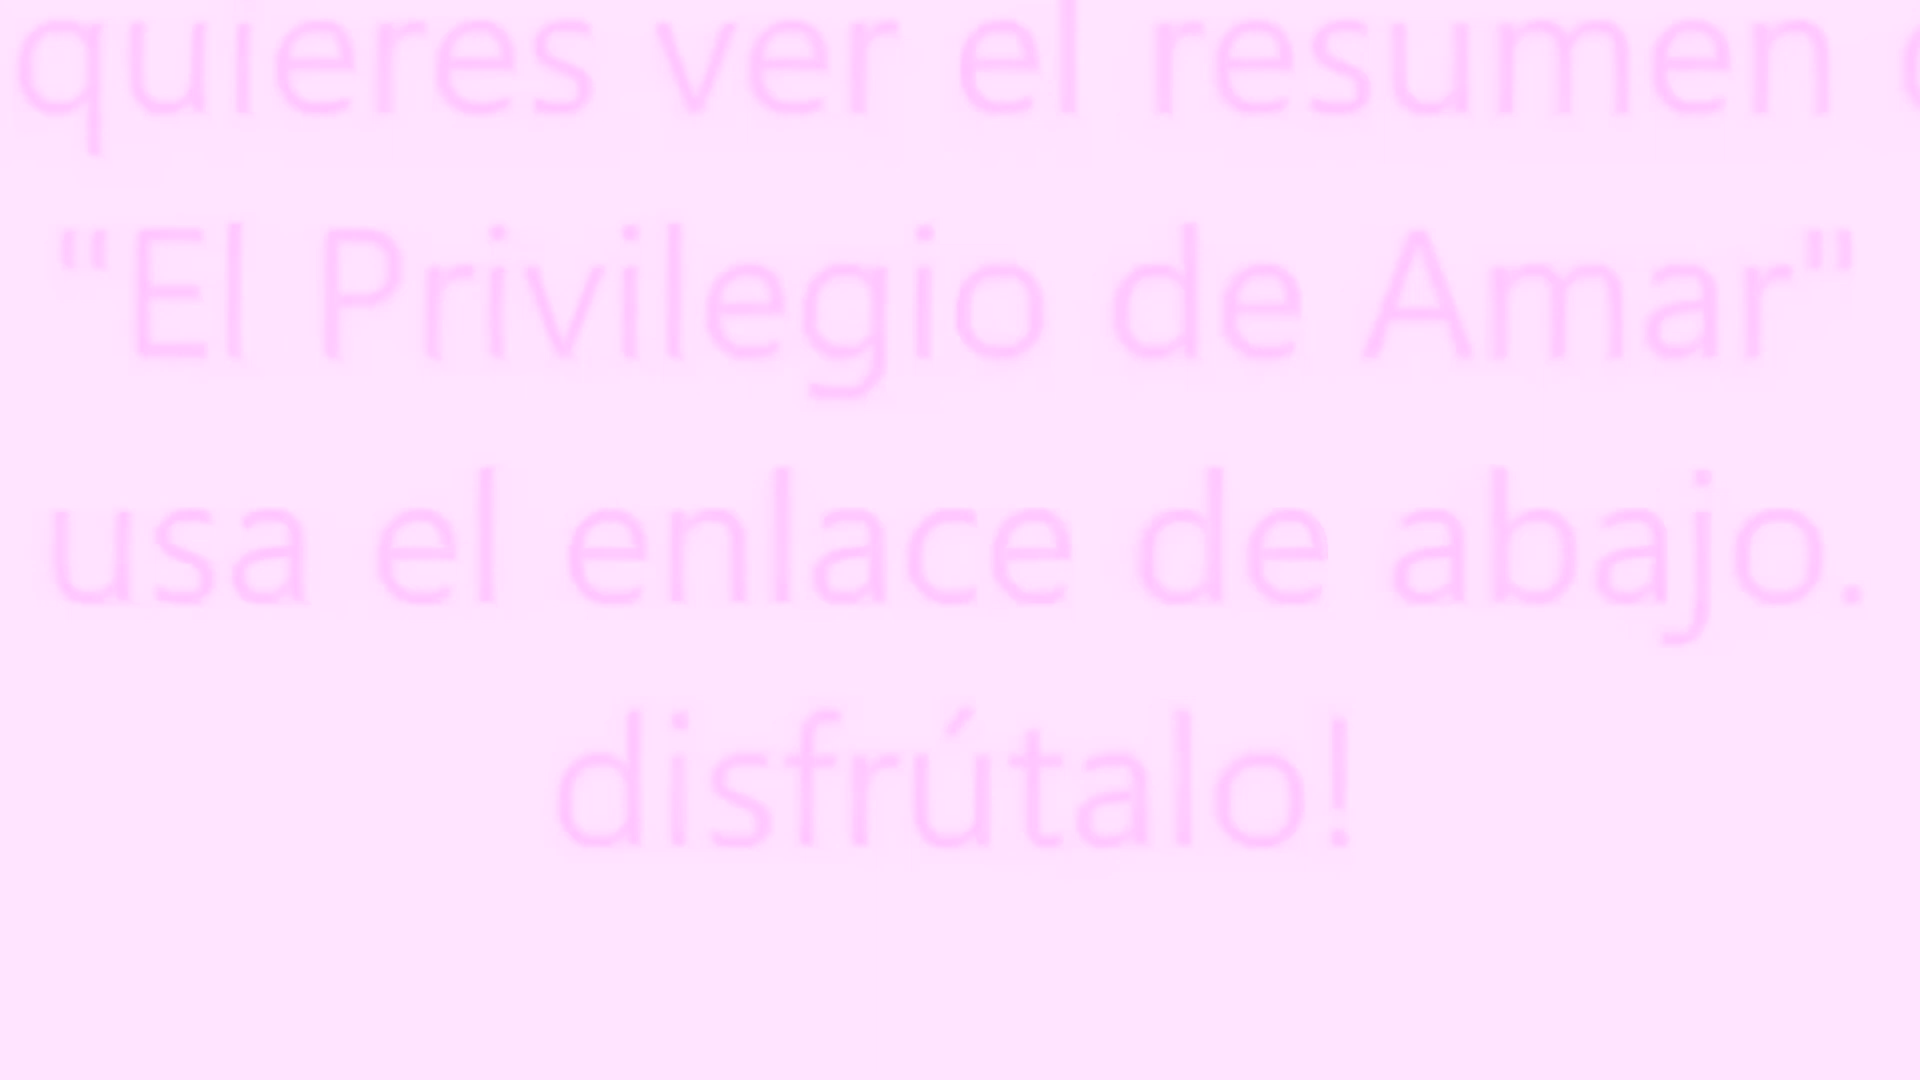 quieres ver el resumen
"El Privilegio de Amar"
usa el enlace de abajo.
disfrútalo!